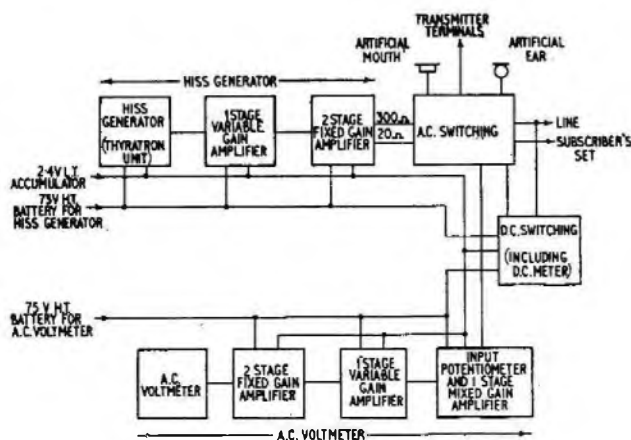 TRANSMITTER
TERMINALS
ARTIFICIAL
MOUTH
ARTIFICIAL
EAR
HISS GENERATOR
HISS
GENERATOR
(THYRATRON
UNIT)
1 STAGE
VARIABLE
GAIN
AMPLIFIER
2 STAGE
FIXED GAIN
AMPLIFIER
300Ω
20Ω
A.C. SWITCHING
LINE
SUBSCRIBER'S
SET
2·4V L.T.
ACCUMULATOR
75V H.T.
BATTERY FOR
HISS GENERATOR
D.C. SWITCHING
(INCLUDING
D.C. METER)
75 V H.T.
BATTERY FOR
A.C. VOLTMETER
A.C.
VOLTMETER
2 STAGE
FIXED GAIN
AMPLIFIER
1 STAGE
VARIABLE
GAIN
AMPLIFIER
INPUT
POTENTIOMETER
AND 1 STAGE
MIXED GAIN
AMPLIFIER
A.C. VOLTMETER